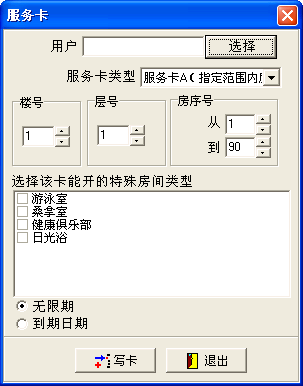 服务卡
用户 选择
服务卡类型 服务卡A( 指定范围内
楼号 层号 房序号
1 1 从 1
到 90
选择该卡能开的特殊房间类型
游泳室
桑拿室
健康俱乐部
日光浴
无限期
到期日期
写卡 退出